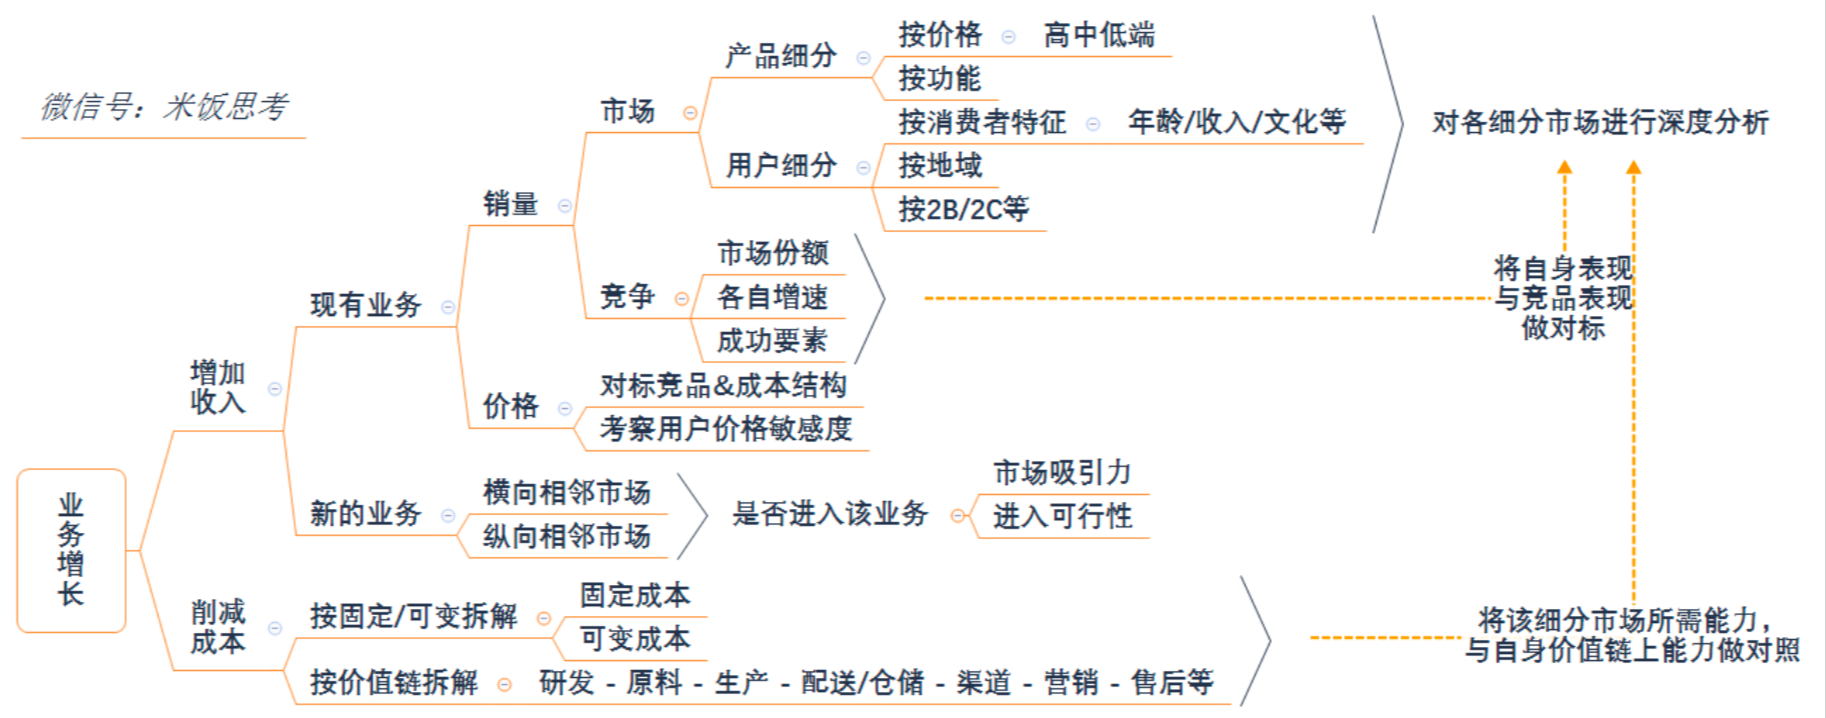 微信号：米饭思考
业
务
增
长
增加
收入
现有业务
销量
市场
产品细分
按价格
高中低端
按功能
用户细分
按消费者特征
年龄/收入/文化等
按地域
按2B/2C等
对各细分市场进行深度分析
竞争
市场份额
各自增速
成功要素
将自身表现
与竞品表现
做对标
价格
对标竞品&成本结构
考察用户价格敏感度
新的业务
横向相邻市场
纵向相邻市场
是否进入该业务
市场吸引力
进入可行性
削减
成本
按固定/可变拆解
固定成本
可变成本
按价值链拆解
研发 - 原料 - 生产 - 配送/仓储 - 渠道 - 营销 - 售后等
将该细分市场所需能力，
与自身价值链上能力做对照